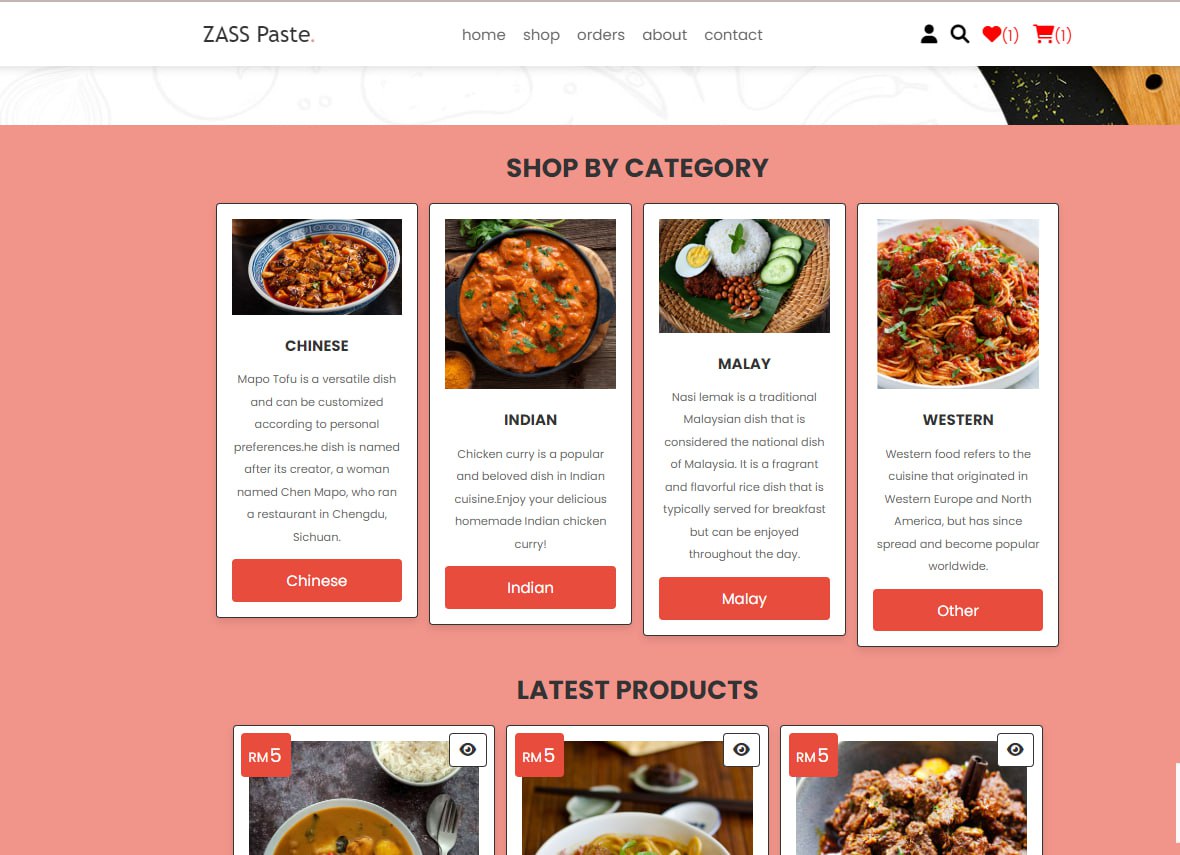 ZASS Paste.
home shop orders about contact
(1) (1)
SHOP BY CATEGORY
CHINESE
Mapo Tofu is a versatile dish
and can be customized
according to personal
preferences.he dish is named
after its creator, a woman
named Chen Mapo, who ran
a restaurant in Chengdu,
Sichuan.
Chinese
INDIAN
Chicken curry is a popular
and beloved dish in Indian
cuisine.Enjoy your delicious
homemade Indian chicken
curry!
Indian
MALAY
Nasi lemak is a traditional
Malaysian dish that is
considered the national dish
of Malaysia. It is a fragrant
and flavorful rice dish that is
typically served for breakfast
but can be enjoyed
throughout the day.
Malay
WESTERN
Western food refers to the
cuisine that originated in
Western Europe and North
America, but has since
spread and become popular
worldwide.
Other
LATEST PRODUCTS
RM5
RM5
RM5